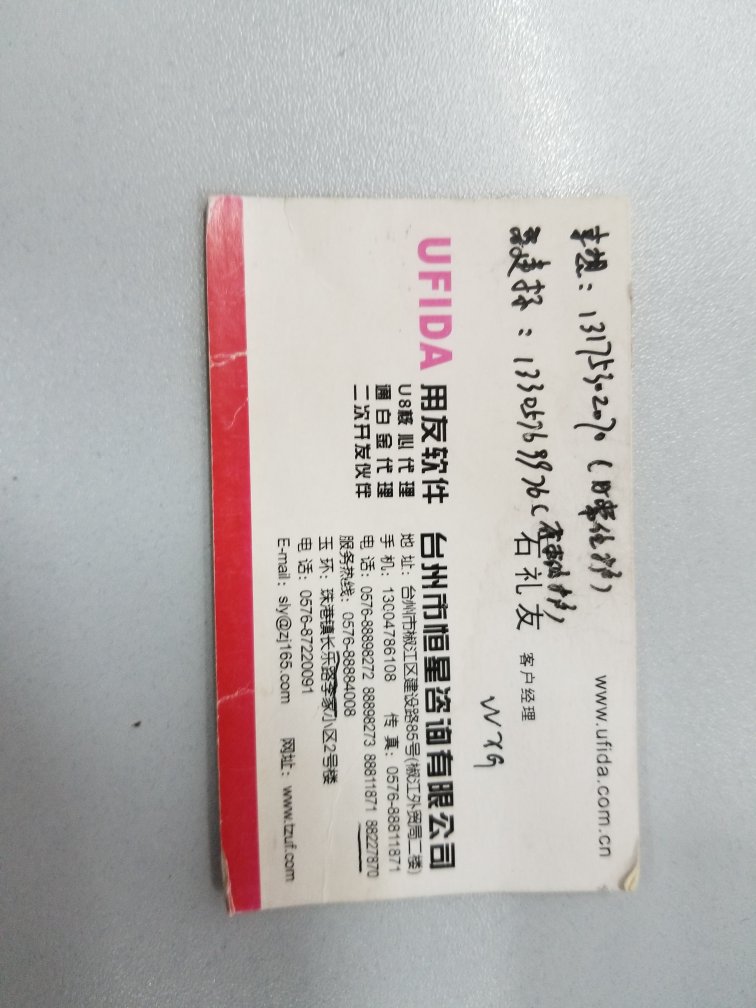 www.ufida.com.cn
石礼友 客户经理
WXG
UFIDA 用友软件
U8核心代理
通白金代理
二次开发伙伴
台州市恒星咨询有限公司
地址：台州市椒江区建设路85号(椒江外贸局二楼)
手机：13004786108 传真：0576-88811871
电话：0576-88898272 88898273 88811871 88227870
服务热线：0576-88884008
玉环：珠港镇长乐路李家小区2号楼
电话：0576-87220091
E-mail：sly@zj165.com 网址：www.tzuf.com